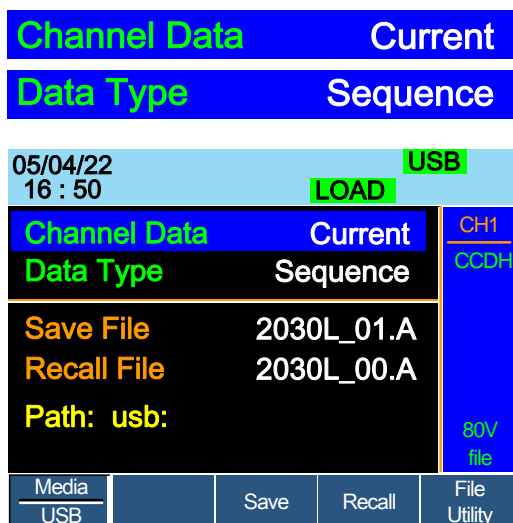 Channel Data Current
Data Type Sequence
05/04/22 USB
16 : 50 LOAD
Channel Data Current
Data Type Sequence
CH1
CCDH
Save File 2030L_01.A
Recall File 2030L_00.A
Path: usb:
80V
file
Media
USB
Save
Recall
File
Utility